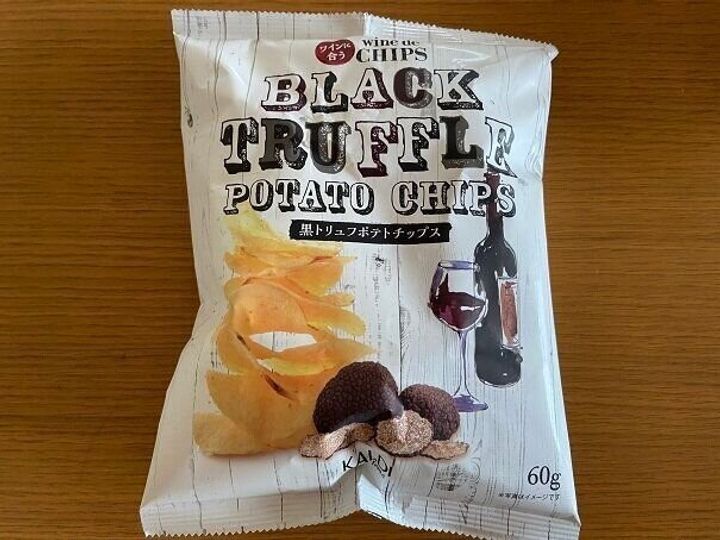 ワインに
合う
wine de
CHIPS
BLACK
TRUFFLE
POTATO CHIPS
黒トリュフポテトチップス
KALDI
60g
※写真はイメージです